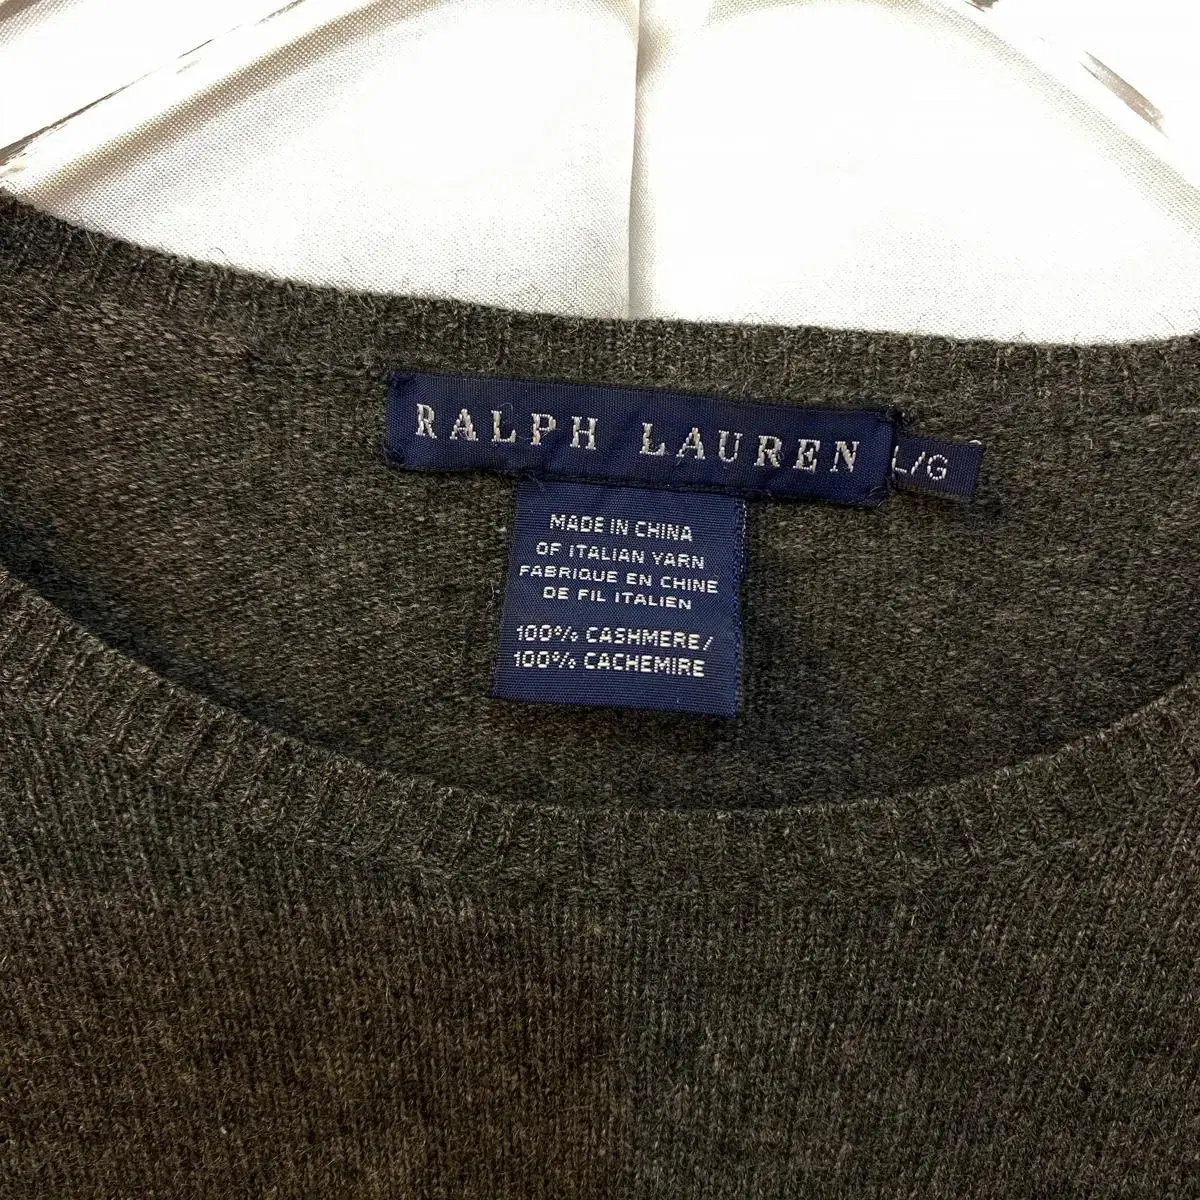 RALPH LAUREN
L/G
MADE IN CHINA
OF ITALIAN YARN
FABRIQUE EN CHINE
DE FIL ITALIEN
100% CASHMERE/
100% CACHEMIRE